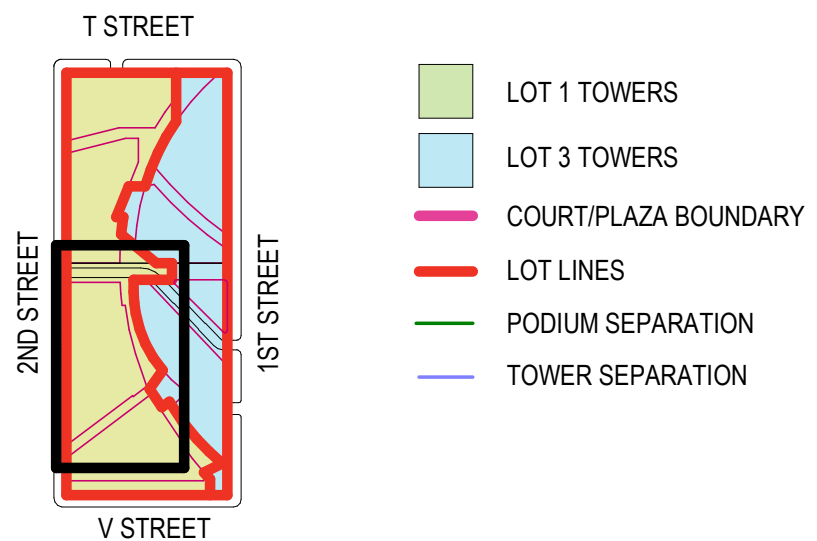 T STREET
2ND STREET
1ST STREET
V STREET
LOT 1 TOWERS
LOT 3 TOWERS
COURT/PLAZA BOUNDARY
LOT LINES
PODIUM SEPARATION
TOWER SEPARATION